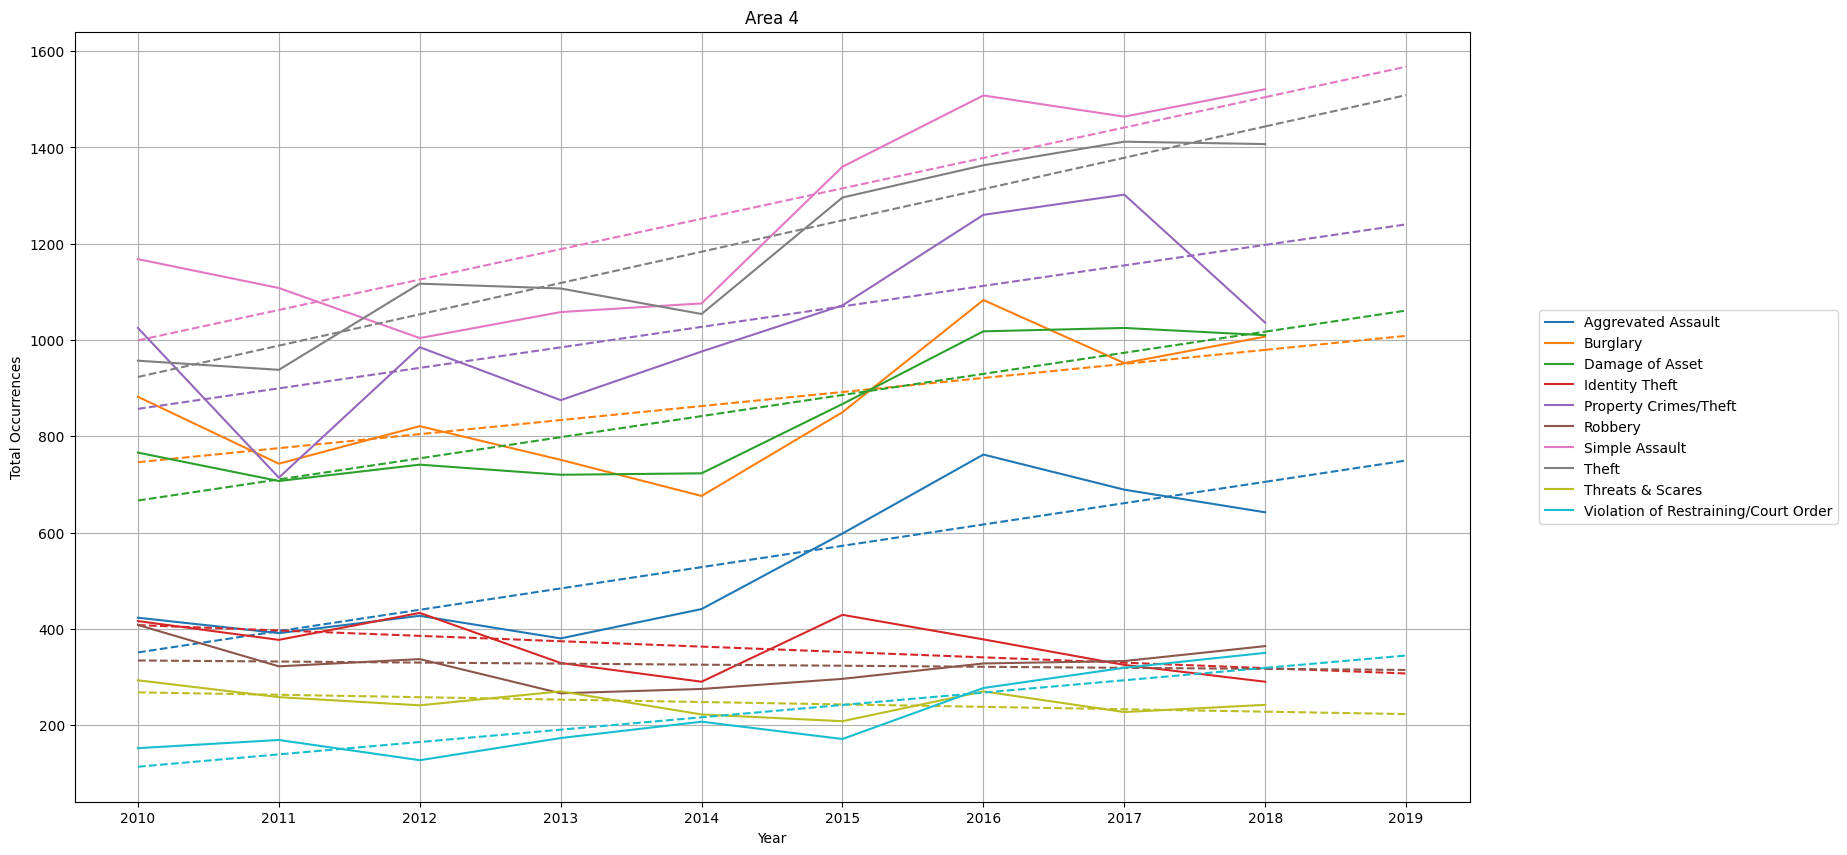 Area 4
1600
1400
1200
1000
800
600
400
200
Total Occurrences
2010 2011 2012 2013 2014 2015 2016 2017 2018 2019
Year
Aggrevated Assault
Burglary
Damage of Asset
Identity Theft
Property Crimes/Theft
Robbery
Simple Assault
Theft
Threats & Scares
Violation of Restraining/Court Order